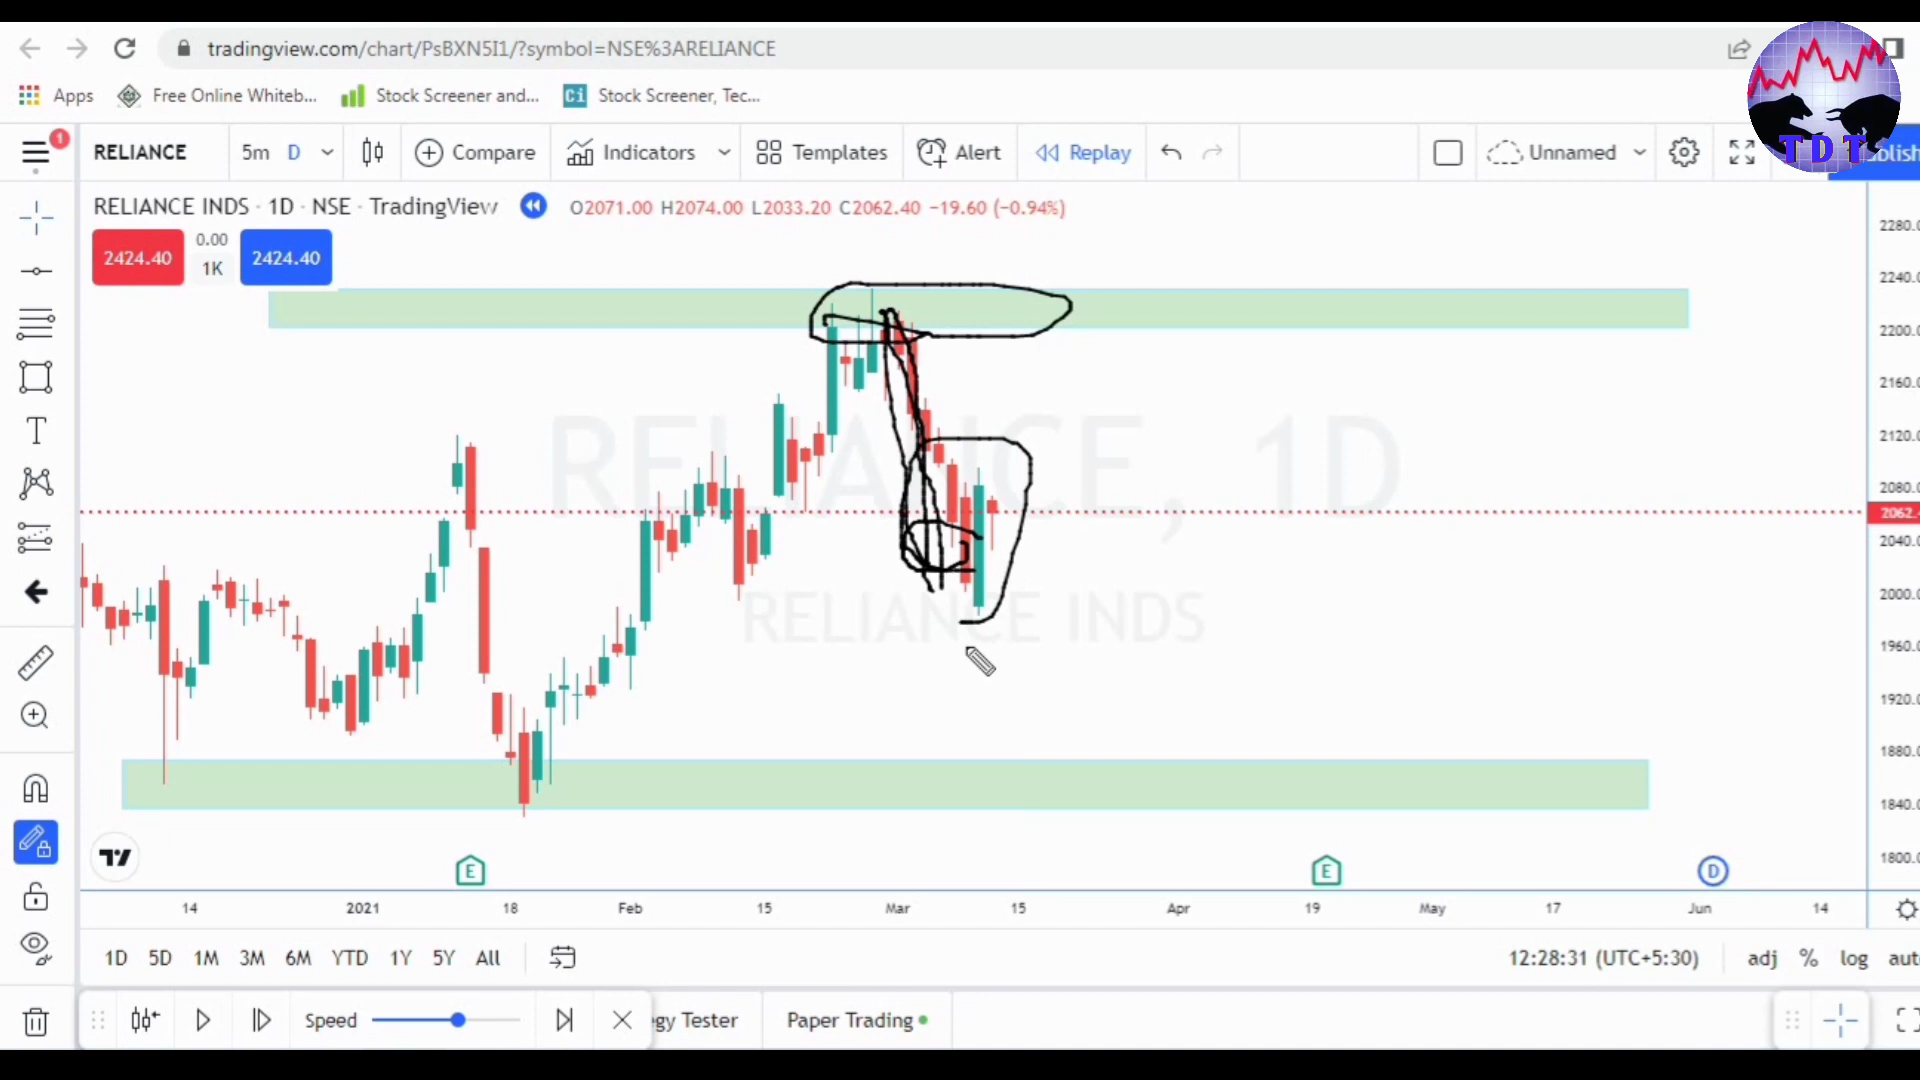 tradingview.com/chart/PsBXN5I1/?symbol=NSE%3ARELIANCE
Apps Free Online Whiteb... Stock Screener and... Ci Stock Screener, Tec...
TDT
1 RELIANCE 5m D Compare Indicators Templates Alert Replay Unnamed
RELIANCE INDS · 1D · NSE · TradingView O2071.00 H2074.00 L2033.20 C2062.40 −19.60 (−0.94%)
2424.40 0.00 2424.40
1K
RELIANCE, 1D
RELIANCE INDS
2280.0
2240.0
2200.0
2160.0
2120.0
2080.0
2062.4
2040.0
2000.0
1960.0
1920.0
1880.0
1840.0
1800.0
E E D
14 2021 18 Feb 15 Mar 15 Apr 19 May 17 Jun 14
1D 5D 1M 3M 6M YTD 1Y 5Y All 12:28:31 (UTC+5:30) adj % log auto
Speed gy Tester Paper Trading